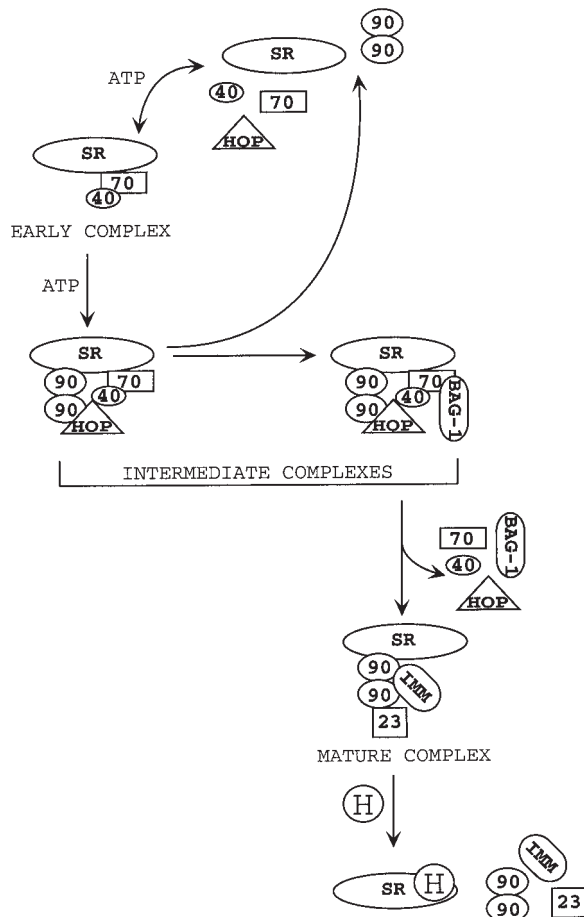 90
SR
90
ATP
40
70
HOP
SR
70
40
EARLY COMPLEX
ATP
SR
90
70
40
90
HOP
SR
90
70
40
90
HOP
BAG-1
INTERMEDIATE COMPLEXES
70
BAG-1
40
HOP
SR
90
IMM
90
23
MATURE COMPLEX
H
SR
H
IMM
90
23
90